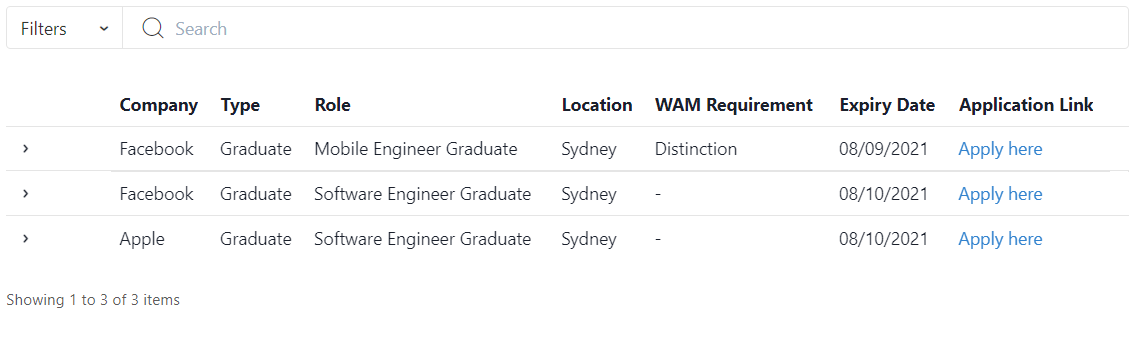 Filters Search
Company Type Role Location WAM Requirement Expiry Date Application Link
Facebook Graduate Mobile Engineer Graduate Sydney Distinction 08/09/2021 Apply here
Facebook Graduate Software Engineer Graduate Sydney - 08/10/2021 Apply here
Apple Graduate Software Engineer Graduate Sydney - 08/10/2021 Apply here
Showing 1 to 3 of 3 items